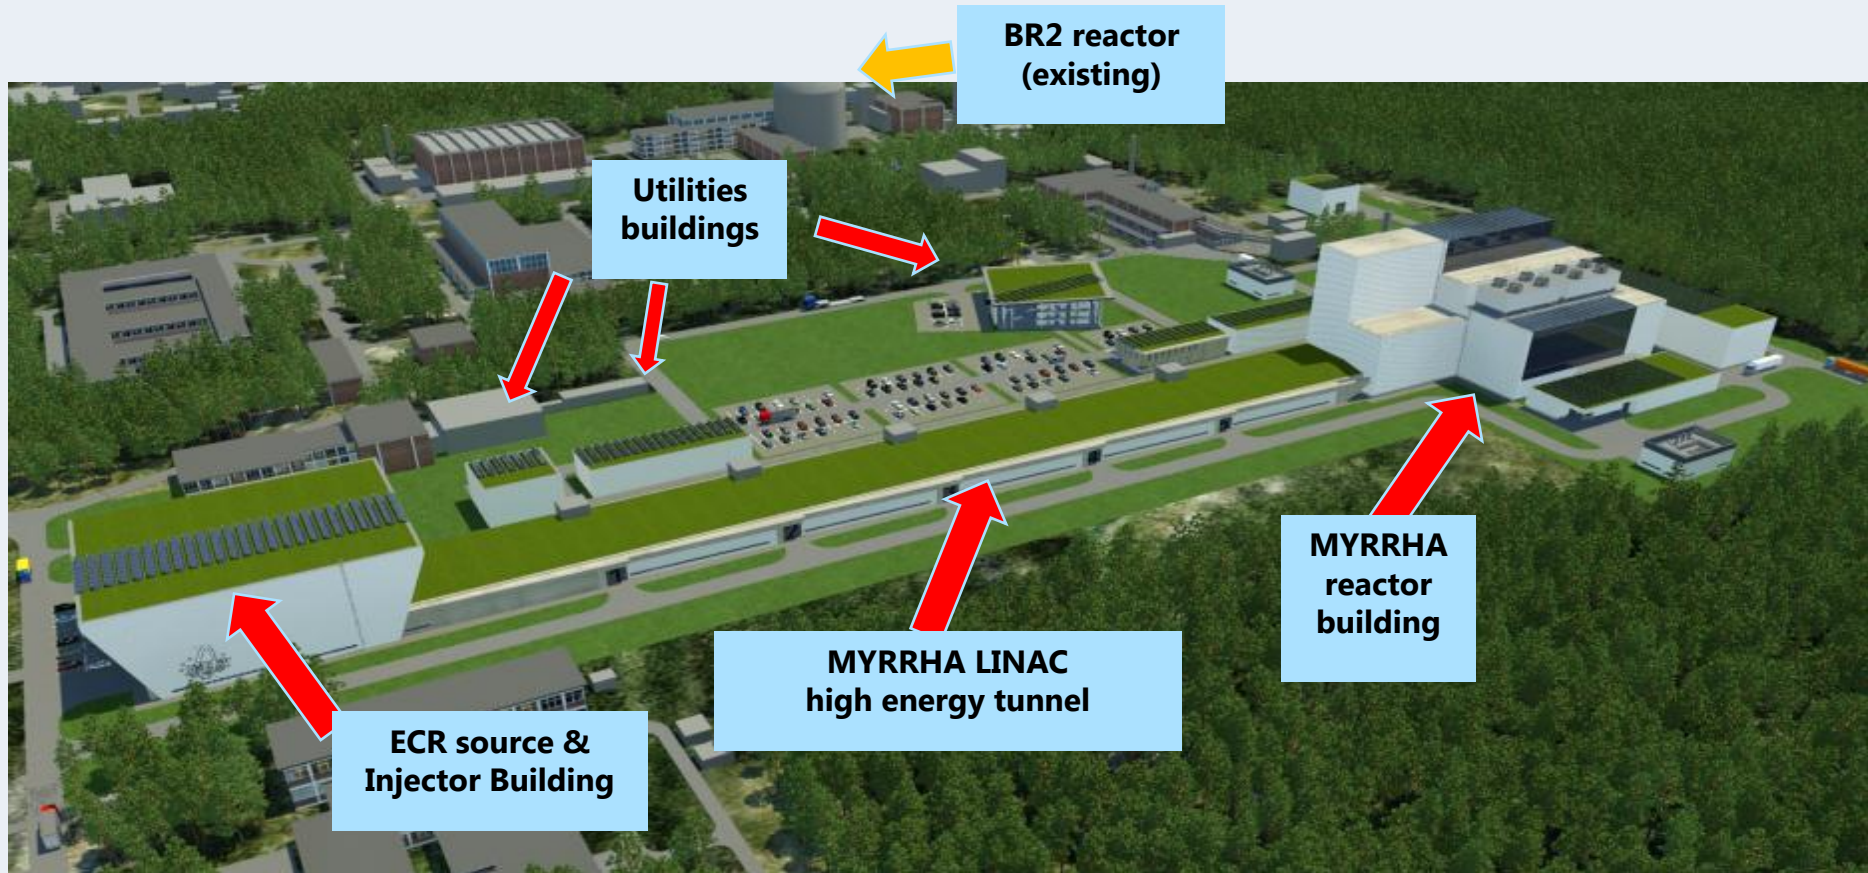 BR2 reactor
(existing)
Utilities
buildings
MYRRHA
reactor
building
MYRRHA LINAC
high energy tunnel
ECR source &
Injector Building